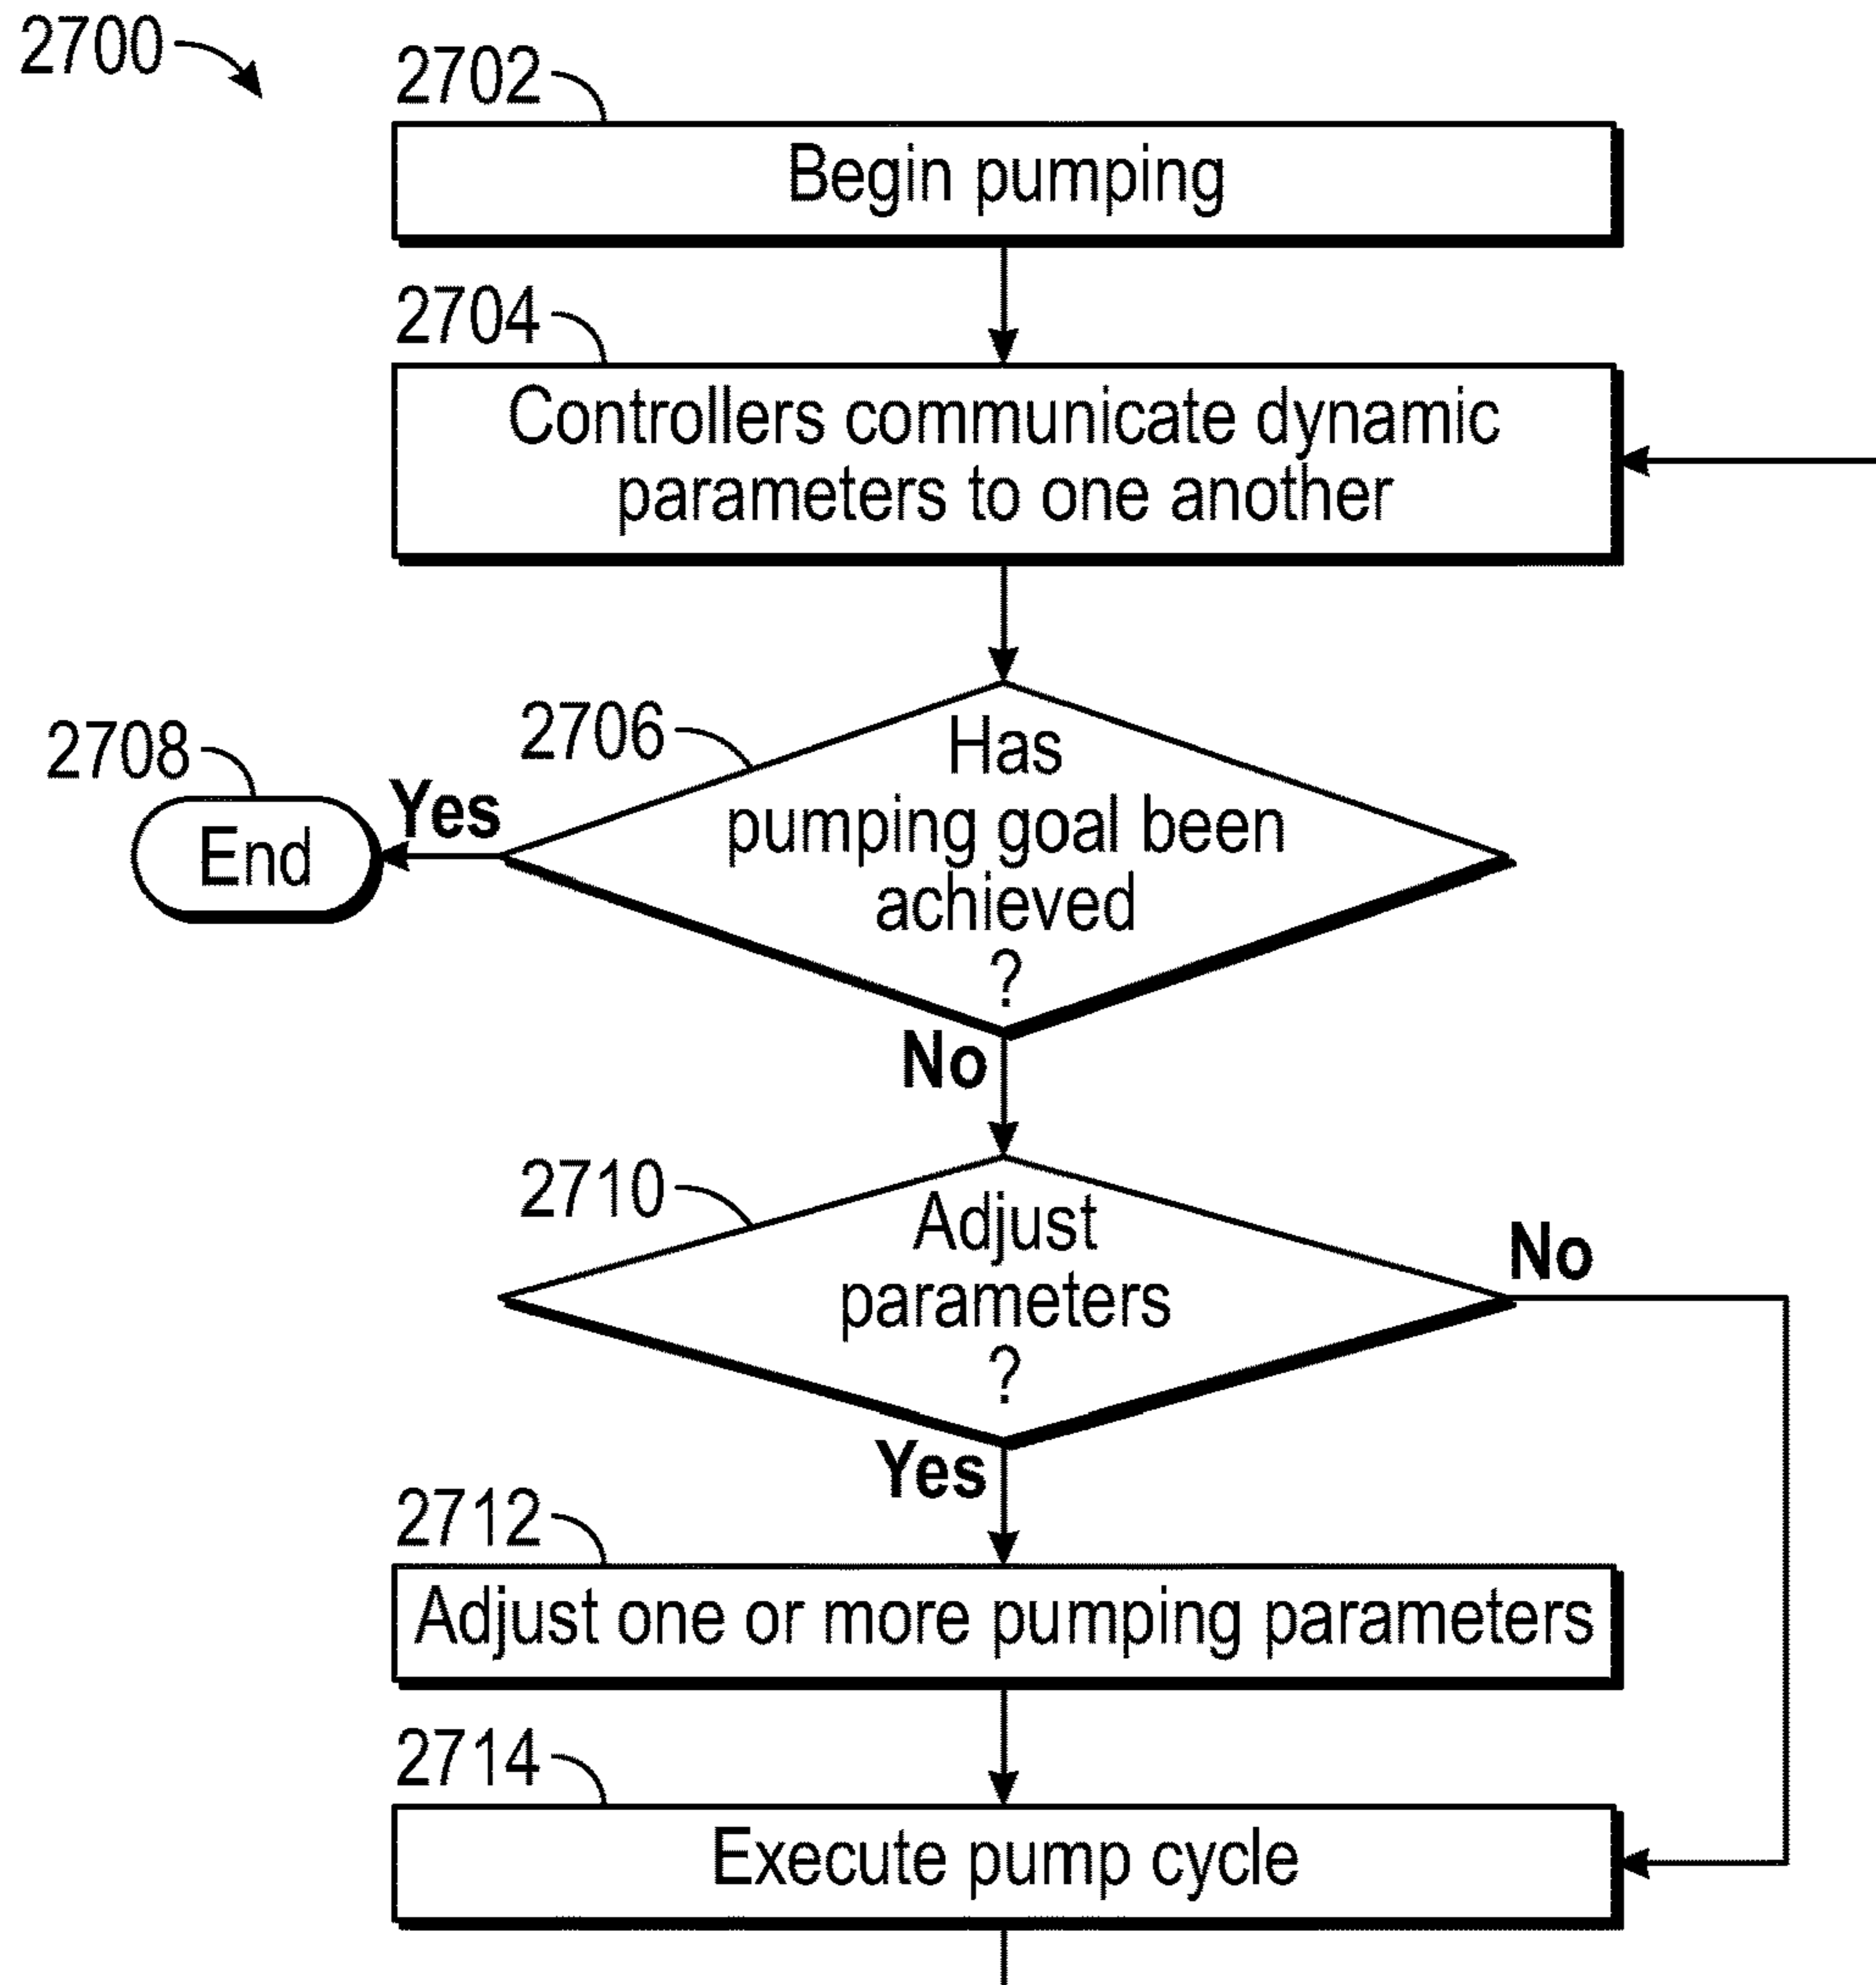 2700
2702
Begin pumping
2704
Controllers communicate dynamic
parameters to one another
2706
Has
pumping goal been
achieved
?
2708
Yes
End
No
2710
Adjust
parameters
?
No
Yes
2712
Adjust one or more pumping parameters
2714
Execute pump cycle